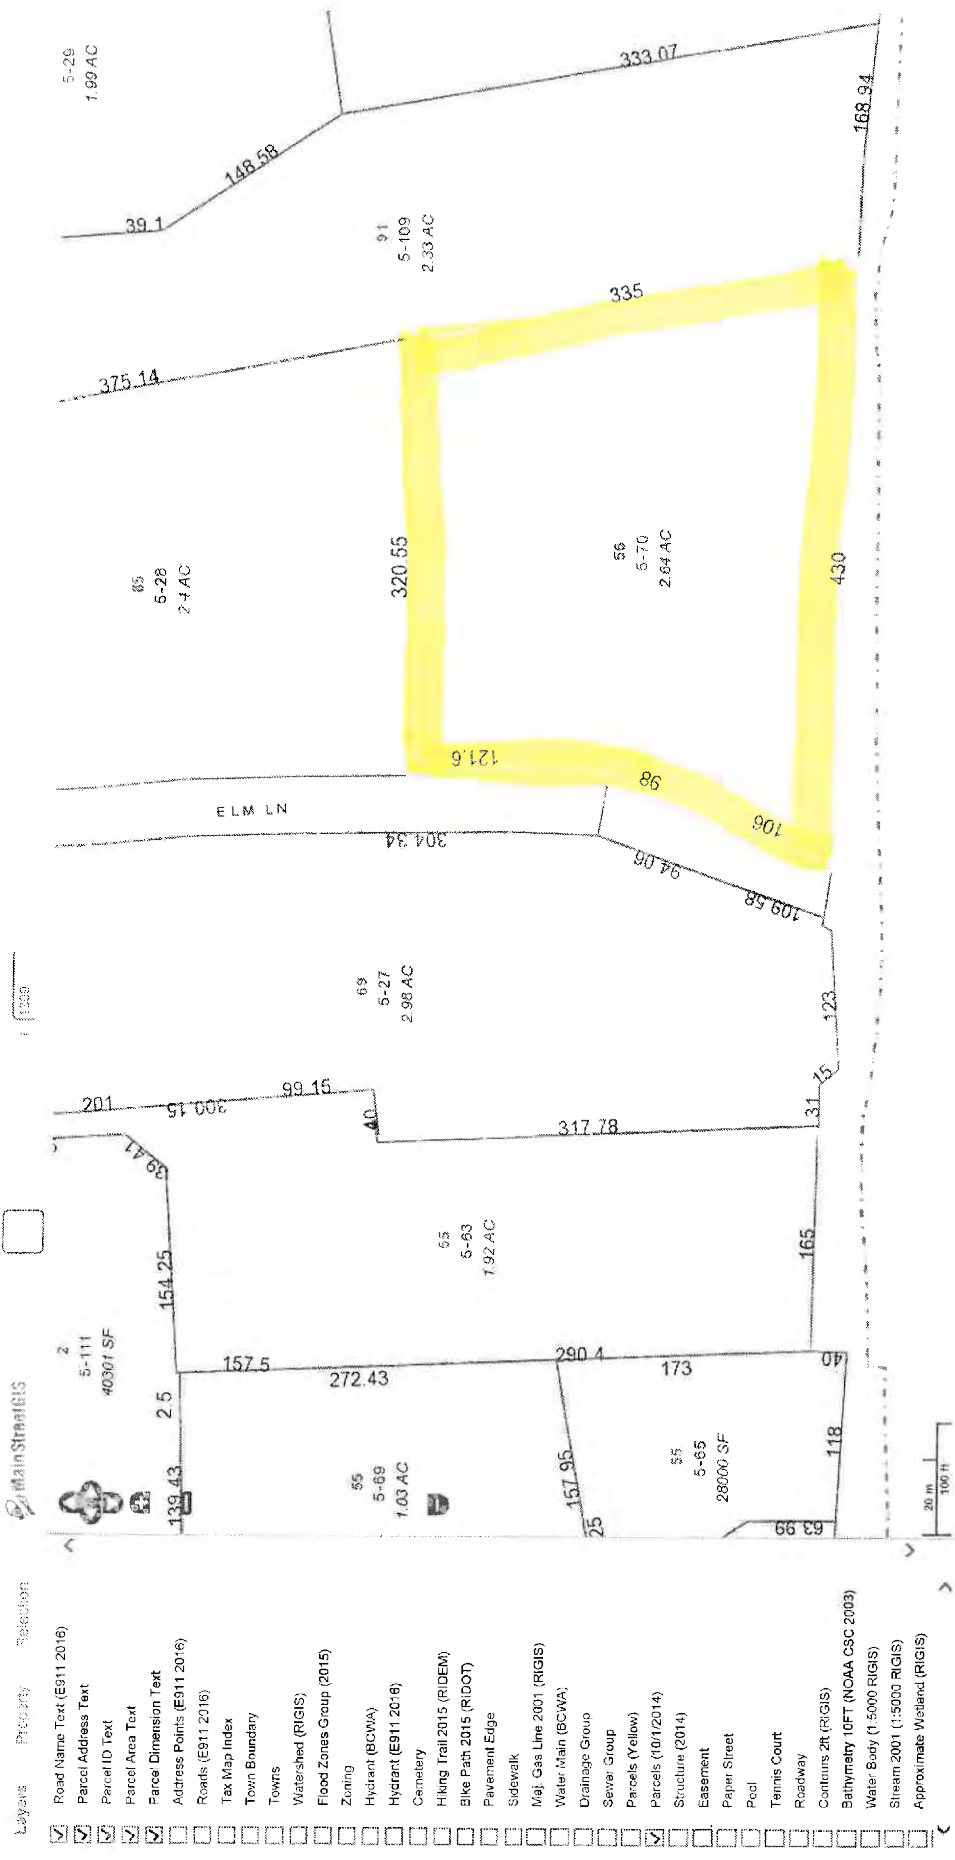 MainStreetGIS
Layers Property Selection
Road Name Text (E911 2016)
Parcel Address Text
Parcel ID Text
Parcel Area Text
Parcel Dimension Text
Address Points (E911 2016)
Roads (E911 2016)
Tax Map Index
Town Boundary
Towns
Watershed (RIGIS)
Flood Zones Group (2015)
Zoning
Hydrant (BCWA)
Hydrant (E911 2016)
Cemetery
Hiking Trail 2015 (RIDEM)
Bike Path 2015 (RIDOT)
Pavement Edge
Sidewalk
Maj. Gas Line 2001 (RIGIS)
Water Main (BCWA)
Drainage Group
Sewer Group
Parcels (Yellow)
Parcels (10/1/2014)
Structure (2014)
Easement
Paper Street
Pool
Tennis Court
Roadway
Contours 2ft (RIGIS)
Bathymetry 10FT (NOAA CSC 2003)
Water Body (1:5000 RIGIS)
Stream 2001 (1:5000 RIGIS)
Approximate Wetland (RIGIS)
1309
2
5-111
40301 SF
139.43
2.5
154.25
39.41
201
300.15
99.15
40
317.78
55
5-63
1.92 AC
157.5
272.43
290.4
173
165
31
15
123
55
5-69
1.03 AC
157.95
25
55
5-65
28000 SF
63.99
118
40
69
5-27
2.98 AC
ELM LN
304.34
94.06
109.58
65
5-28
2.4 AC
375.14
320.55
121.6
98
106
56
5-70
2.64 AC
430
335
91
5-109
2.33 AC
39.1
148.58
333.07
168.94
5-29
1.99 AC
20 m
100 ft